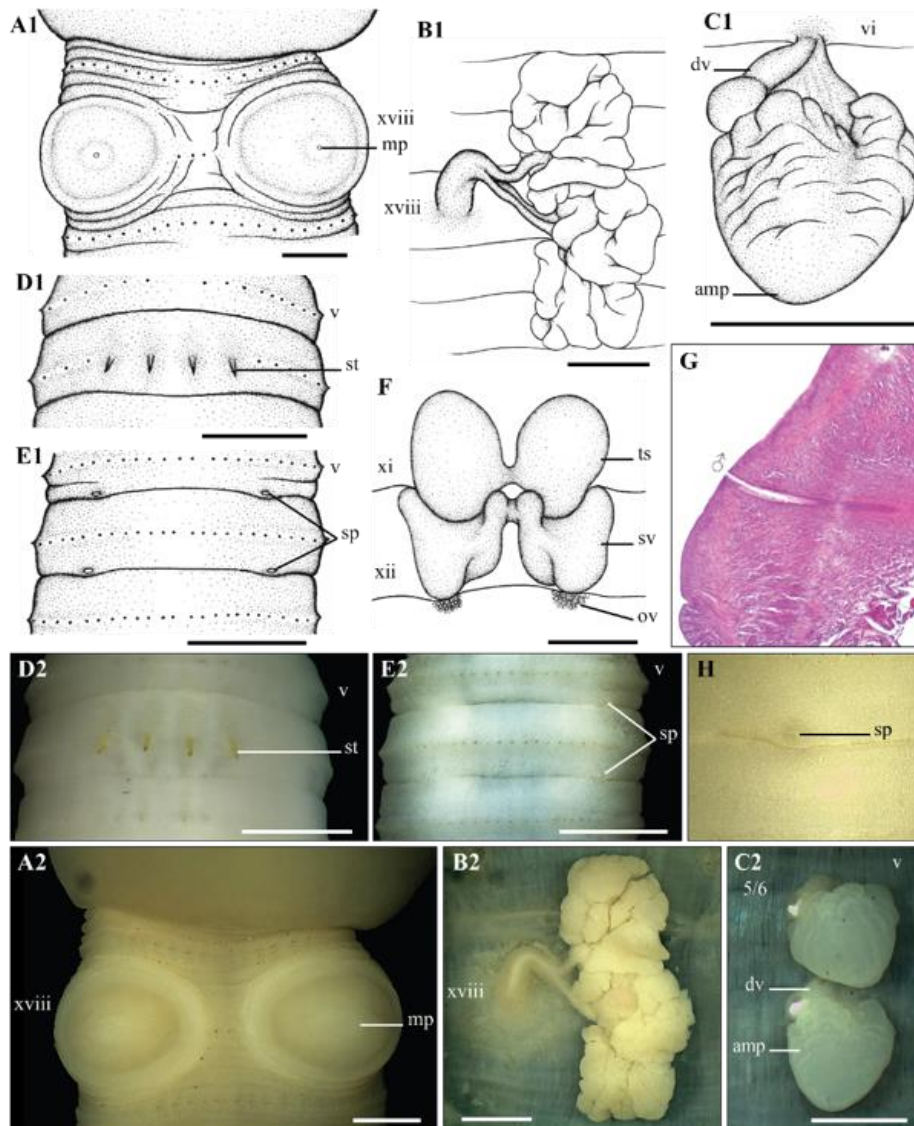 A1
xviii
mp
B1
xviii
C1
vi
dv
amp
D1
v
st
E1
v
sp
F
xi
ts
sv
xii
ov
G
♂
D2
v
st
E2
v
sp
H
sp
A2
xviii
mp
B2
xviii
C2
v
5/6
dv
amp